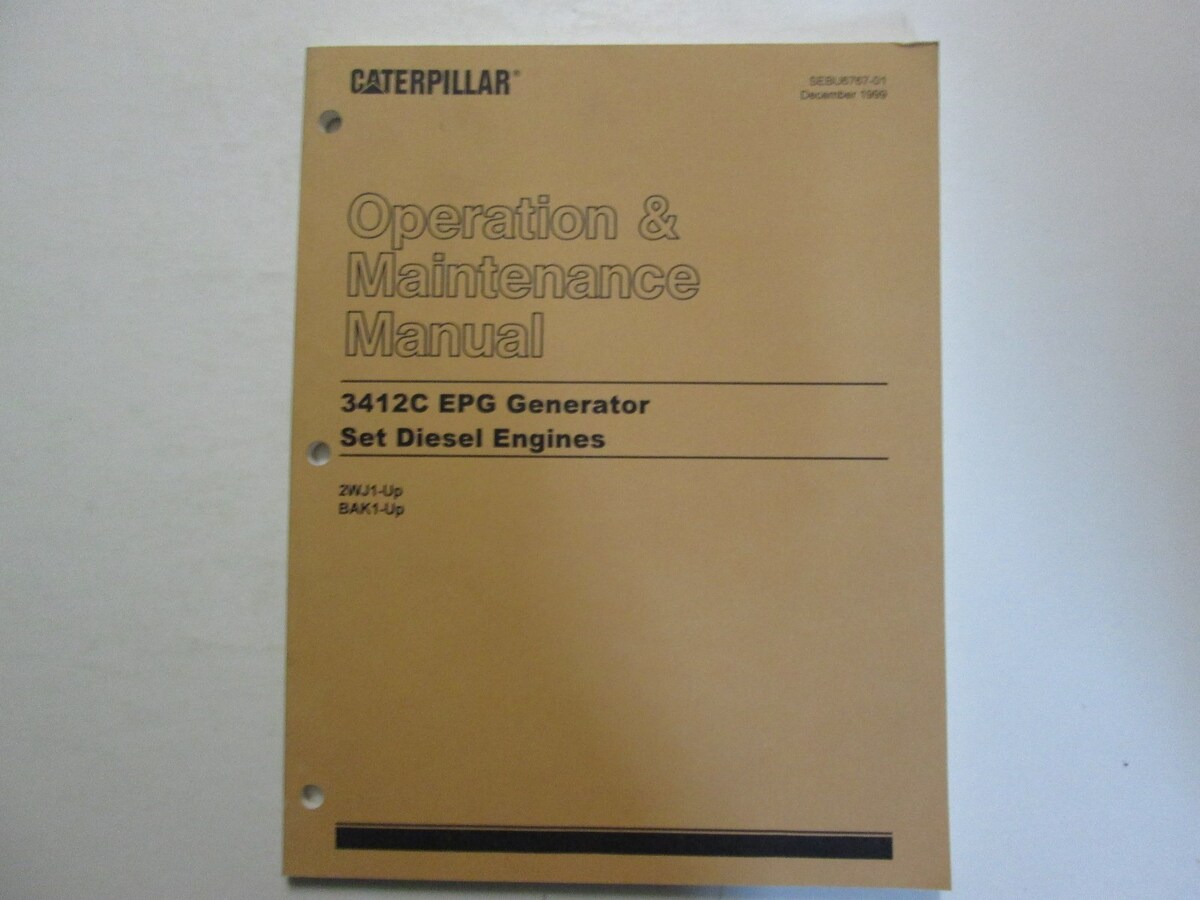 CATERPILLAR®
SEBU6767-01
December 1999
Operation &
Maintenance
Manual
3412C EPG Generator
Set Diesel Engines
2WJ1-Up
BAK1-Up